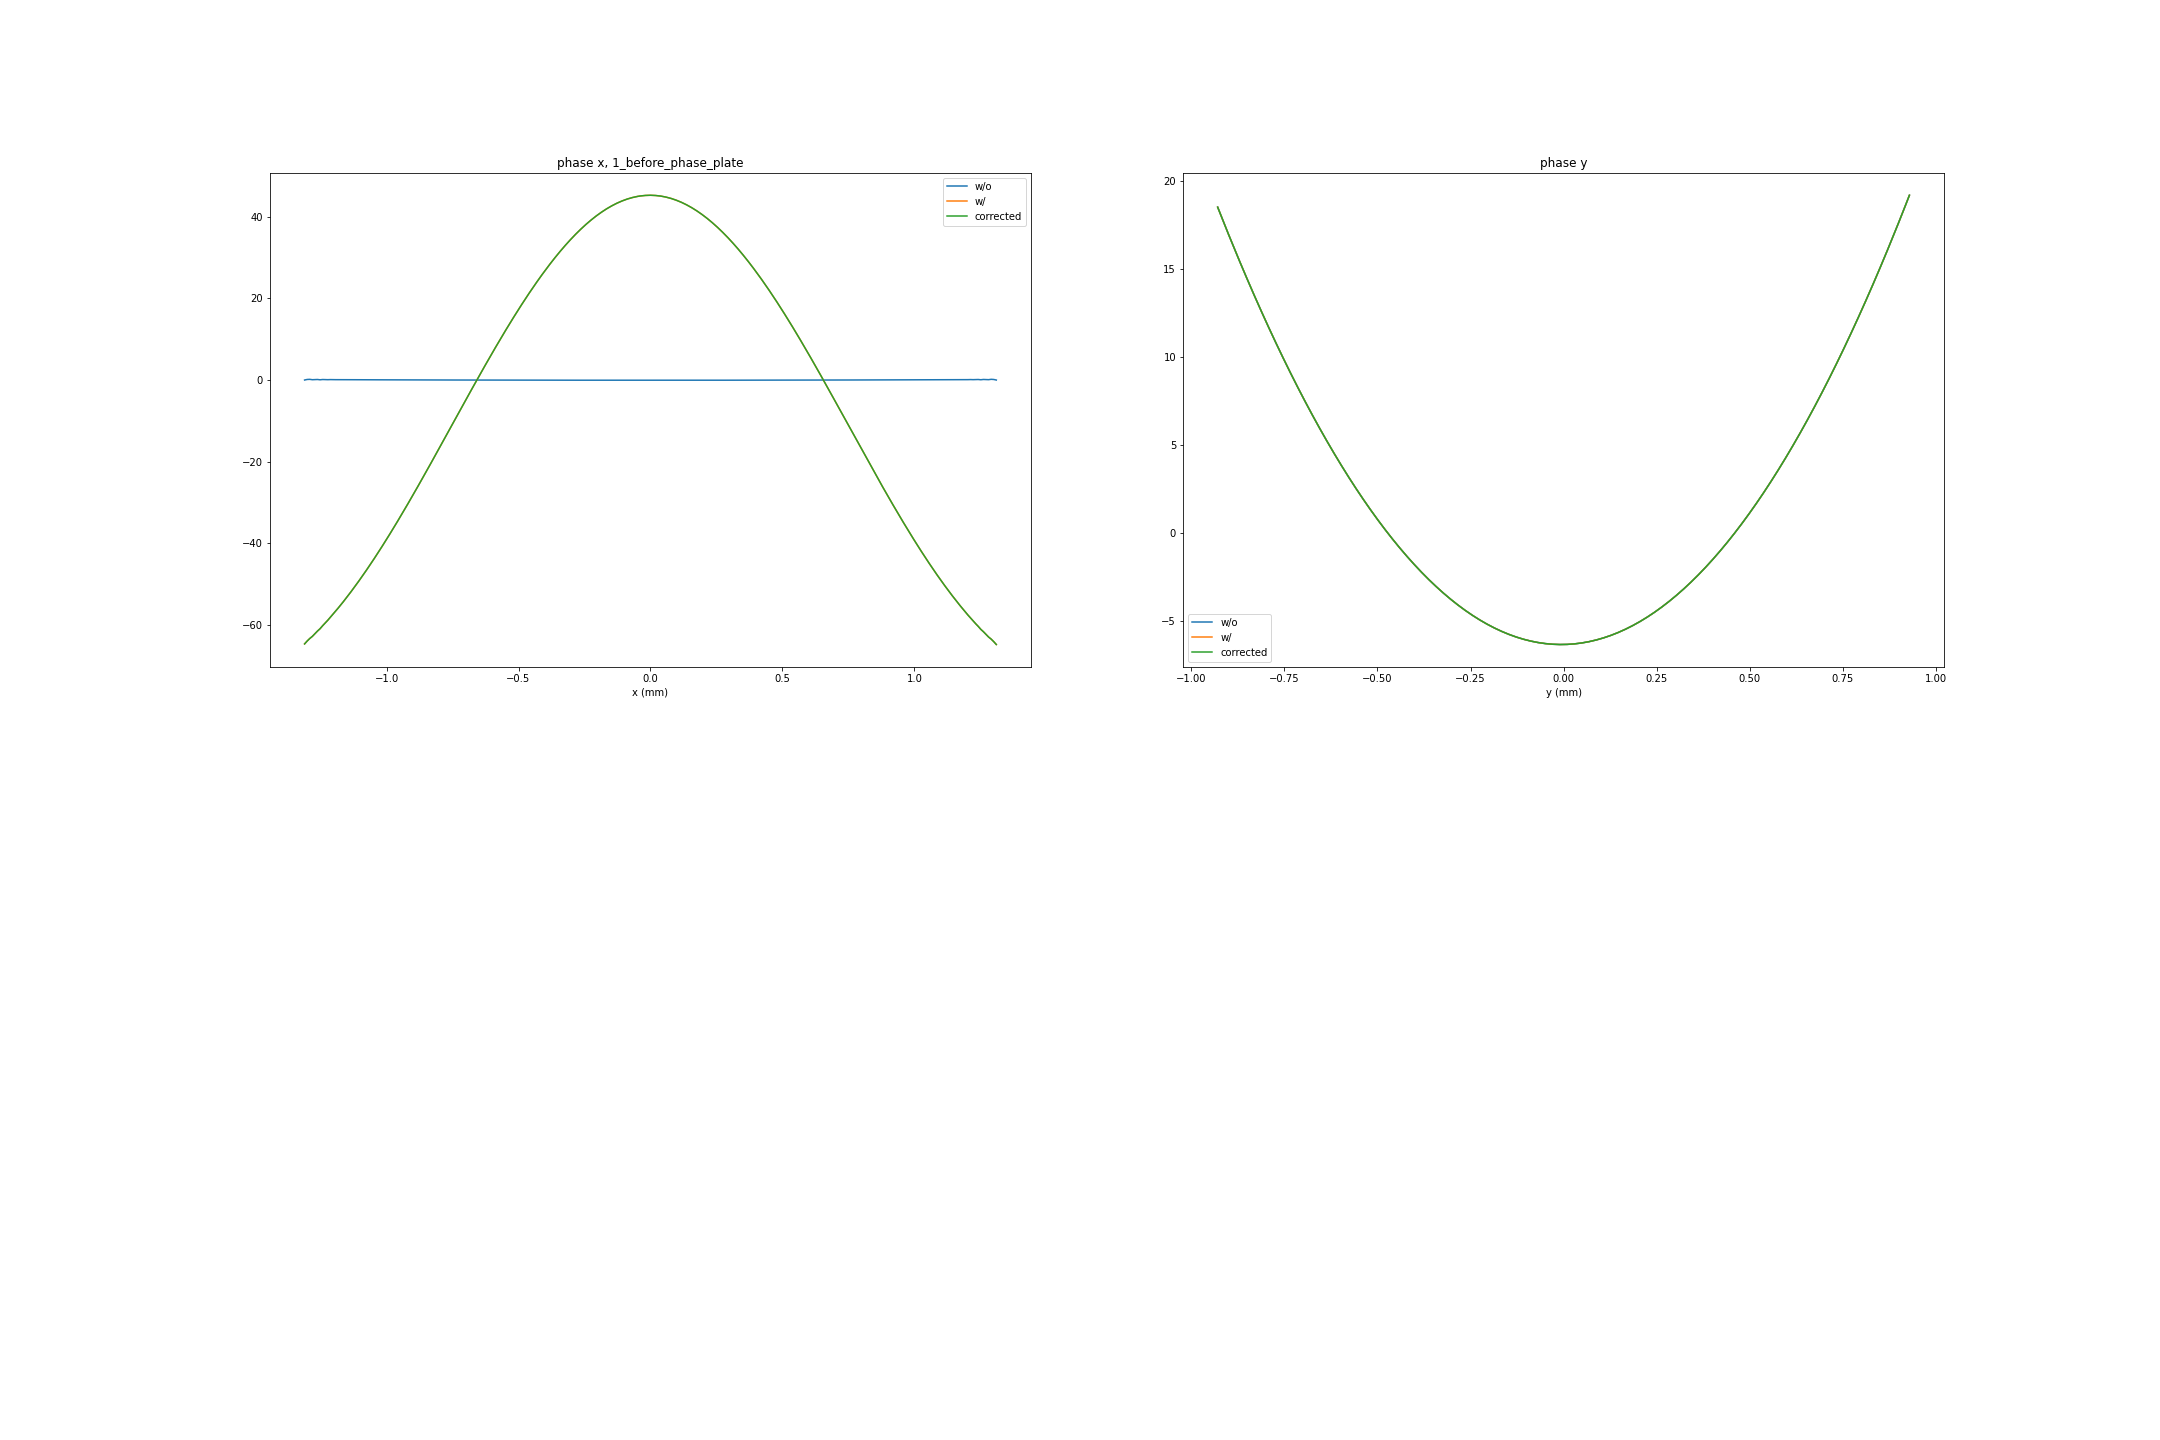 phase x, 1_before_phase_plate
w/o
w/
corrected
40
20
0
−20
−40
−60
−1.0 −0.5 0.0 0.5 1.0
x (mm)
phase y
20
15
10
5
0
−5
w/o
w/
corrected
−1.00 −0.75 −0.50 −0.25 0.00 0.25 0.50 0.75 1.00
y (mm)